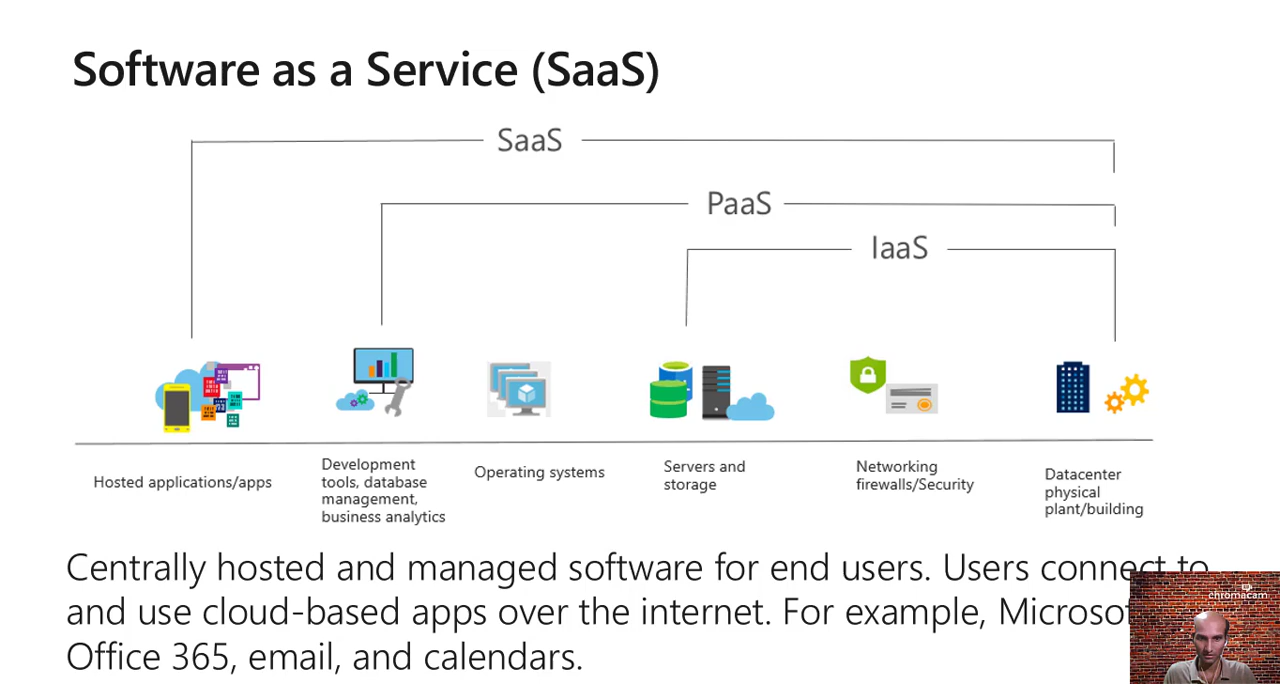 Software as a Service (SaaS)
SaaS
PaaS
IaaS
Hosted applications/apps
Development
tools, database
management,
business analytics
Operating systems
Servers and
storage
Networking
firewalls/Security
Datacenter
physical
plant/building
Centrally hosted and managed software for end users. Users connect to
and use cloud-based apps over the internet. For example, Microsof
Office 365, email, and calendars.
chromacam